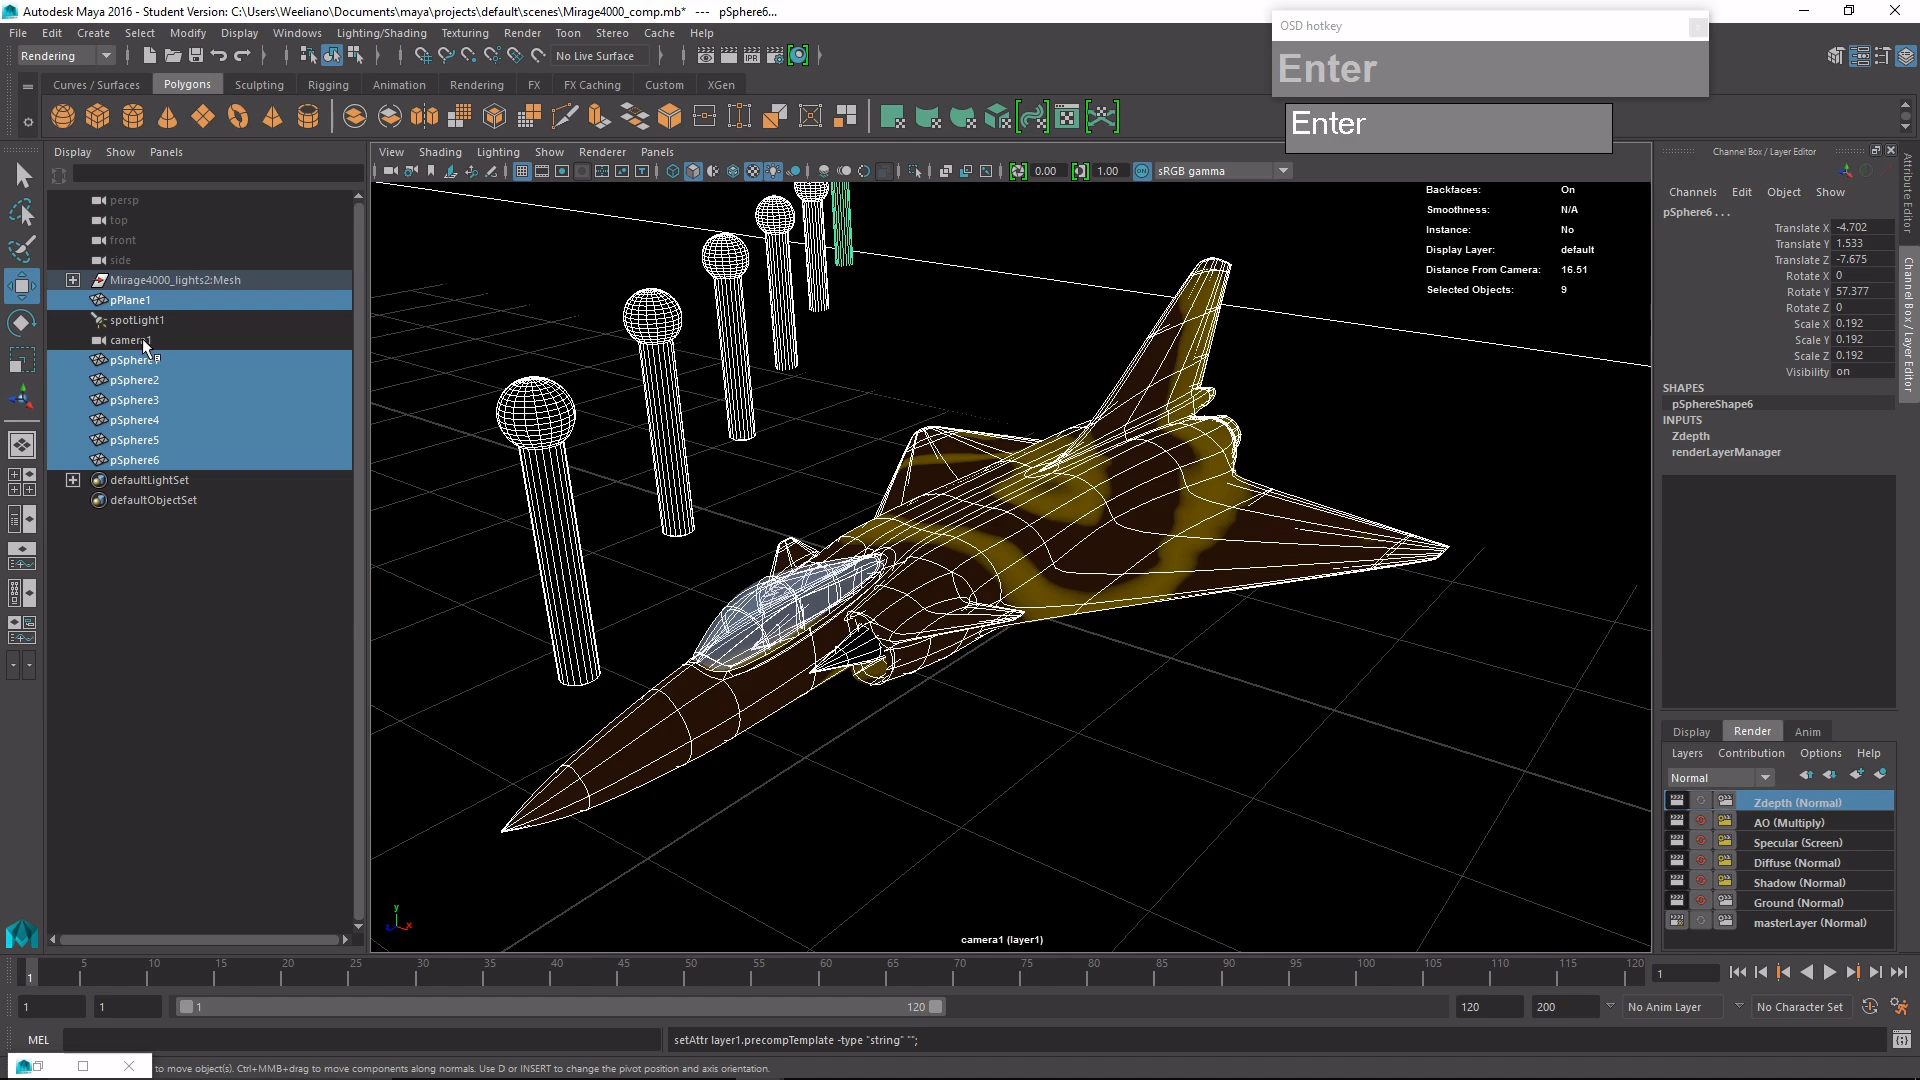 Autodesk Maya 2016 - Student Version: C:\Users\Weeliano\Documents\maya\projects\default\scenes\Mirage4000_comp.mb* --- pSphere6...
File Edit Create Select Modify Display Windows Lighting/Shading Texturing Render Toon Stereo Cache Help
OSD hotkey
Enter
Enter
Rendering
No Live Surface
Curves / Surfaces Polygons Sculpting Rigging Animation Rendering FX FX Caching Custom XGen
Display Show Panels
View Shading Lighting Show Renderer Panels
0.00 1.00 sRGB gamma
persp
top
front
side
Mirage4000_lights2:Mesh
pPlane1
spotLight1
camera1
pSphere
pSphere2
pSphere3
pSphere4
pSphere5
pSphere6
defaultLightSet
defaultObjectSet
Backfaces: On
Smoothness: N/A
Instance: No
Display Layer: default
Distance From Camera: 16.51
Selected Objects: 9
y
x
camera1 (layer1)
Channel Box / Layer Editor
Channels Edit Object Show
pSphere6 . . .
Translate X -4.702
Translate Y 1.533
Translate Z -7.675
Rotate X 0
Rotate Y 57.377
Rotate Z 0
Scale X 0.192
Scale Y 0.192
Scale Z 0.192
Visibility on
SHAPES
pSphereShape6
INPUTS
Zdepth
renderLayerManager
Attribute Editor
Channel Box / Layer Editor
Display Render Anim
Layers Contribution Options Help
Normal
Zdepth (Normal)
AO (Multiply)
Specular (Screen)
Diffuse (Normal)
Shadow (Normal)
Ground (Normal)
masterLayer (Normal)
1 5 10 15 20 25 30 35 40 45 50 55 60 65 70 75 80 85 90 95 100 105 110 115 120 1
1 1 1 120 120 200 No Anim Layer No Character Set
MEL
setAttr layer1.precompTemplate -type "string" "";
to move object(s). Ctrl+MMB+drag to move components along normals. Use D or INSERT to change the pivot position and axis orientation.